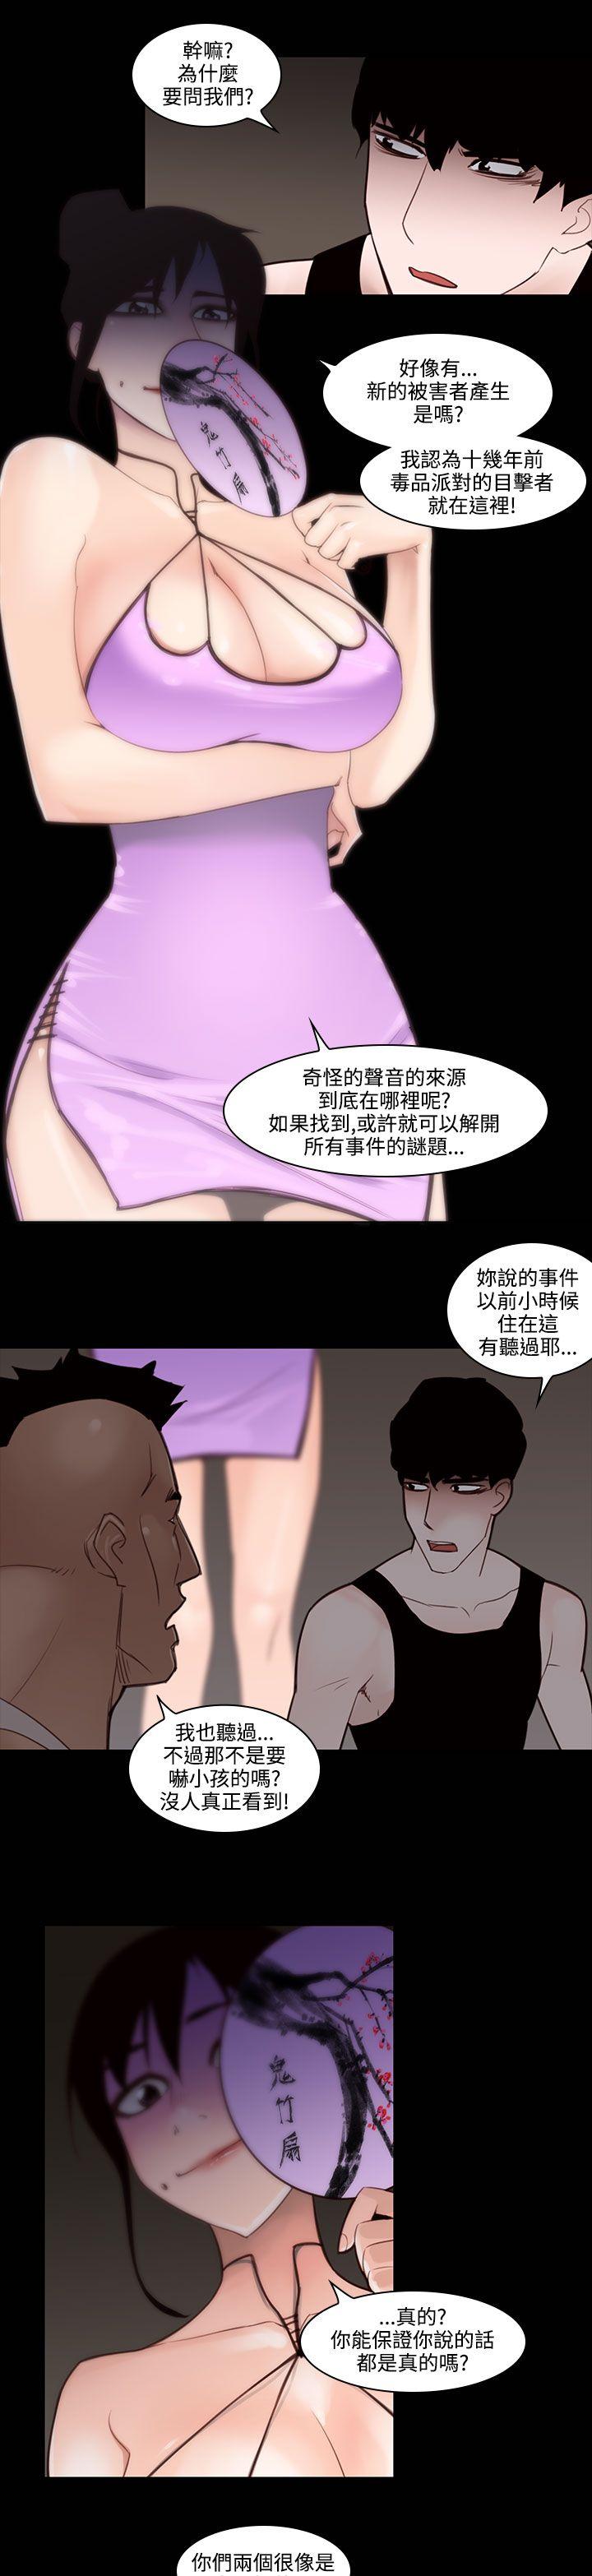 幹嘛?
為什麼
要問我們?
好像有...
新的被害者產生
是嗎?
鬼竹扇
我認為十幾年前
毒品派對的目擊者
就在這裡!
奇怪的聲音的來源
到底在哪裡呢?
如果找到,或許就可以解開
所有事件的謎題...
妳說的事件
以前小時候
住在這
有聽過耶...
我也聽過...
不過那不是要
嚇小孩的嗎?
沒人真正看到!
鬼竹扇
...真的?
你能保證你說的話
都是真的嗎?
你們兩個很像是